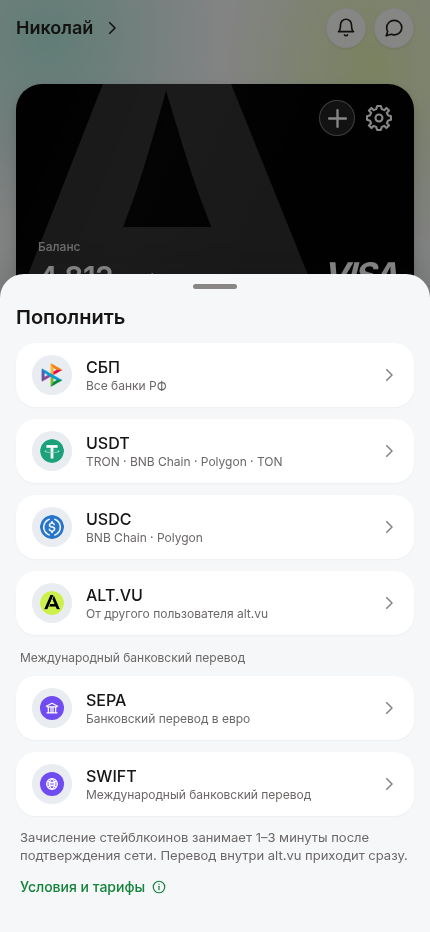 Николай
Баланс
VISA
Пополнить
СБП
Все банки РФ
USDT
TRON · BNB Chain · Polygon · TON
USDC
BNB Chain · Polygon
ALT.VU
От другого пользователя alt.vu
Международный банковский перевод
SEPA
Банковский перевод в евро
SWIFT
Международный банковский перевод
Зачисление стейблкоинов занимает 1–3 минуты после
подтверждения сети. Перевод внутри alt.vu приходит сразу.
Условия и тарифы